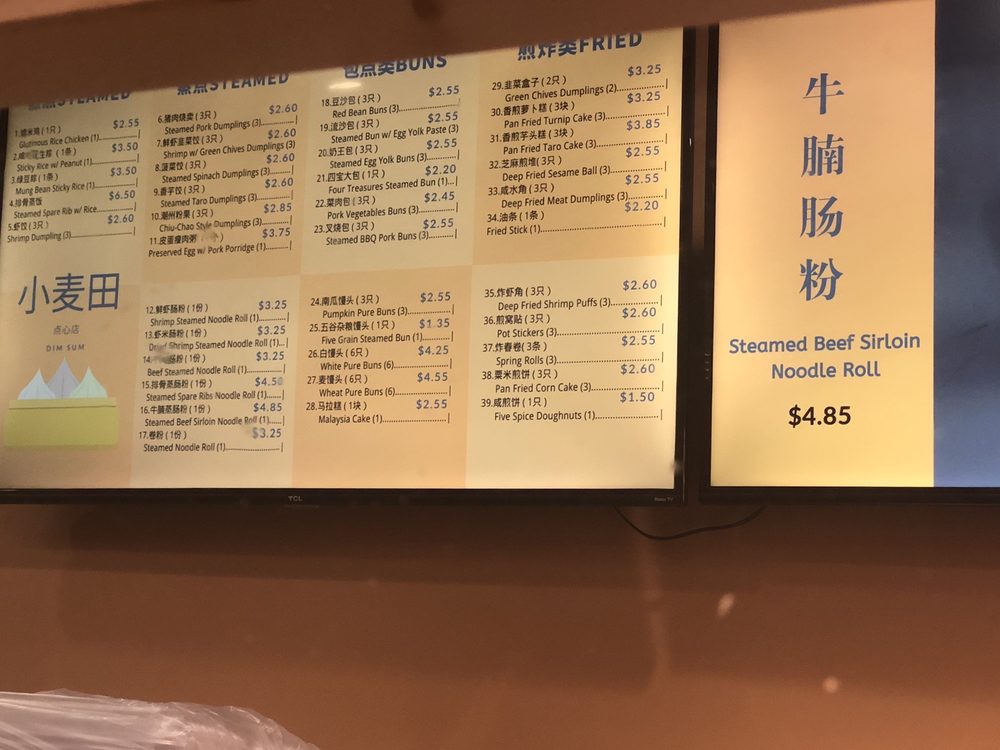 STEAMED
1.糯米鸡 ( 1只 ) $2.55
Glutinous Rice Chicken (1)
2. ( 1条 ) $3.50
Sticky Rice w/ Peanut (1)
3.绿豆粽 ( 1条 ) $3.50
Mung Bean Sticky Rice (1)
4.排骨蒸饭 $6.50
Steamed Spare Rib w/ Rice
5.虾饺 ( 3只 ) $2.60
Shrimp Dumpling (3)
小麦田
点心店
DIM SUM
蒸点STEAMED
6.猪肉烧卖 ( 3只 ) $2.60
Steamed Pork Dumplings (3)
7.鲜虾韭菜饺 ( 3只 ) $2.60
Shrimp w/ Green Chives Dumplings (3)
8.菠菜饺 ( 3只 ) $2.60
Steamed Spinach Dumplings (3)
9.香芋饺 ( 3只 ) $2.60
Steamed Taro Dumplings (3)
10.潮州粉果 ( 3只 ) $2.85
Chiu-Chao Style Dumplings (3)
11.皮蛋瘦肉粥 $3.75
Preserved Egg w/ Pork Porridge (1)
12.鲜虾肠粉 ( 1份 ) $3.25
Shrimp Steamed Noodle Roll (1)
13.虾米肠粉 ( 1份 ) $3.25
Dried Shrimp Steamed Noodle Roll (1)
14. 肠粉 ( 1份 ) $3.25
Beef Steamed Noodle Roll (1)
15.排骨蒸肠粉 ( 1份 ) $4.50
Steamed Spare Ribs Noodle Roll (1)
16.牛腩蒸肠粉 ( 1份 ) $4.85
Steamed Beef Sirloin Noodle Roll (1)
17.卷粉 ( 1份 ) $3.25
Steamed Noodle Roll (1)
包点类BUNS
18.豆沙包 ( 3只 ) $2.55
Red Bean Buns (3)
19.流沙包 ( 3只 ) $2.55
Steamed Bun w/ Egg Yolk Paste (3)
20.奶王包 ( 3只 ) $2.55
Steamed Egg Yolk Buns (3)
21.四宝大包 ( 1只 ) $2.20
Four Treasures Steamed Bun (1)
22.菜肉包 ( 3只 ) $2.45
Pork Vegetables Buns (3)
23.叉烧包 ( 3只 ) $2.55
Steamed BBQ Pork Buns (3)
24.南瓜馒头 ( 3只 ) $2.55
Pumpkin Pure Buns (3)
25.五谷杂粮馒头 ( 1只 ) $1.35
Five Grain Steamed Bun (1)
26.白馒头 ( 6只 ) $4.25
White Pure Buns (6)
27.麦馒头 ( 6只 ) $4.55
Wheat Pure Buns (6)
28.马拉糕 ( 1块 ) $2.55
Malaysia Cake (1)
煎炸类FRIED
29.韭菜盒子 ( 2只 ) $3.25
Green Chives Dumplings (2)
30.香煎萝卜糕 ( 3块 ) $3.25
Pan Fried Turnip Cake (3)
31.香煎芋头糕 ( 3块 ) $3.85
Pan Fried Taro Cake (3)
32.芝麻煎堆 ( 3只 ) $2.55
Deep Fried Sesame Ball (3)
33.咸水角 ( 3只 ) $2.55
Deep Fried Meat Dumplings (3)
34.油条 ( 1条 ) $2.20
Fried Stick (1)
35.炸虾角 ( 3只 ) $2.60
Deep Fried Shrimp Puffs (3)
36.煎窝贴 ( 3只 ) $2.60
Pot Stickers (3)
37.炸春卷 ( 3条 ) $2.55
Spring Rolls (3)
38.粟米煎饼 ( 3只 ) $2.60
Pan Fried Corn Cake (3)
39.咸煎饼 ( 1只 ) $1.50
Five Spice Doughnuts (1)
TCL
Roku TV
牛腩肠粉
Steamed Beef Sirloin
Noodle Roll
$4.85